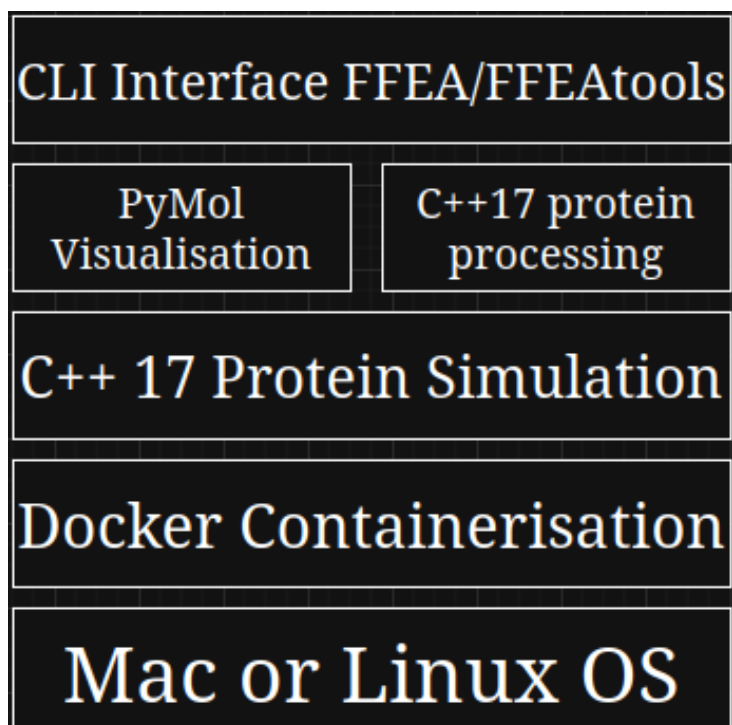 CLI Interface FFEA/FFEAtools
PyMol
Visualisation
C++17 protein
processing
C++ 17 Protein Simulation
Docker Containerisation
Mac or Linux OS